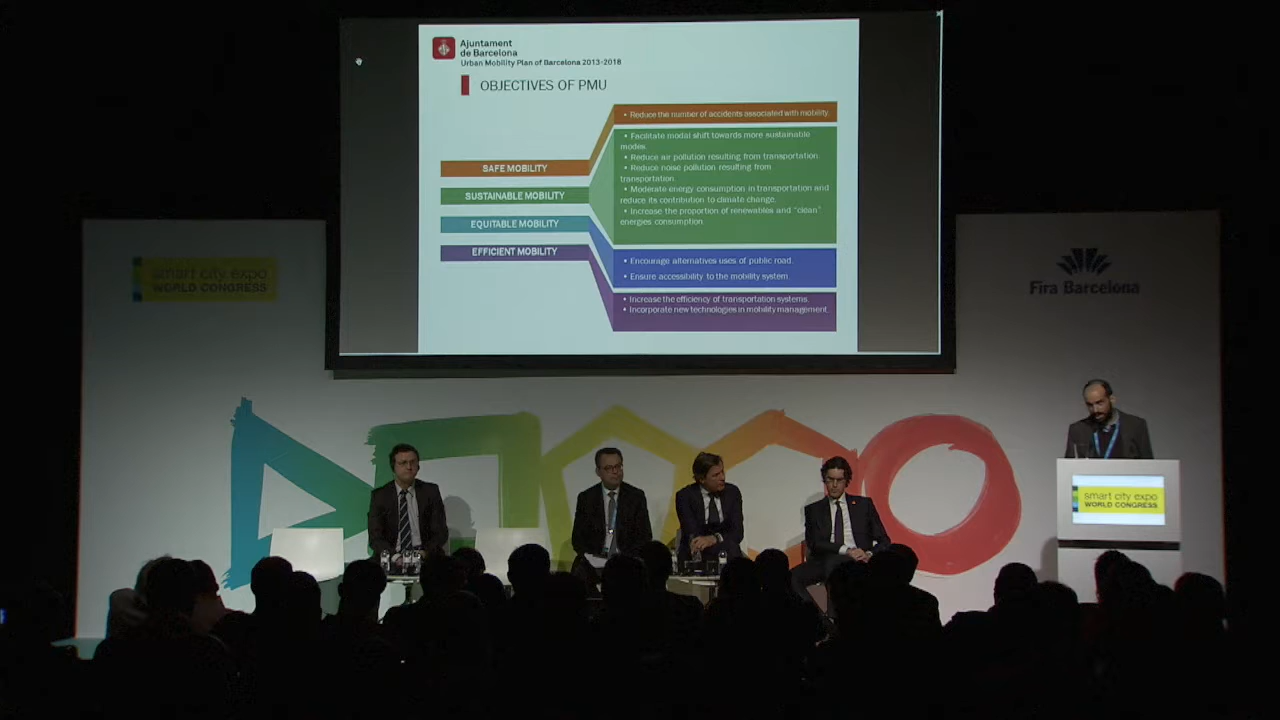 Ajuntament
de Barcelona
Urban Mobility Plan of Barcelona 2013-2018
OBJECTIVES OF PMU
• Reduce the number of accidents associated with mobility.
SAFE MOBILITY
SUSTAINABLE MOBILITY
EQUITABLE MOBILITY
EFFICIENT MOBILITY
• Facilitate modal shift towards more sustainable
modes.
• Reduce air pollution resulting from transportation.
• Reduce noise pollution resulting from
transportation.
• Moderate energy consumption in transportation and
reduce its contribution to climate change.
• Increase the proportion of renewables and "clean"
energies consumption
• Encourage alternatives uses of public road.
• Ensure accessibility to the mobility system.
• Increase the efficiency of transportation systems.
• Incorporate new technologies in mobility management.
smart city expo
WORLD CONGRESS
Fira Barcelona
smart city expo
WORLD CONGRESS